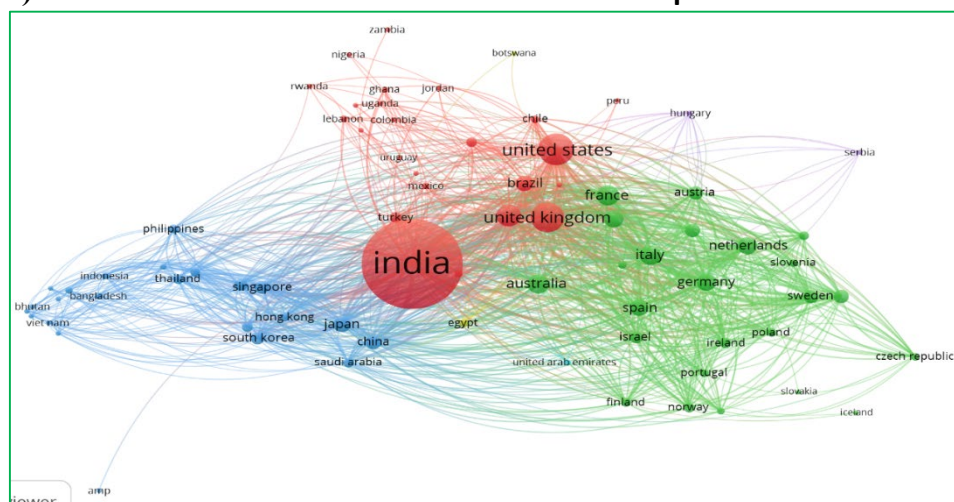 zambia
nigeria
botswana
rwanda
ghana
jordan
uganda
peru
lebanon
colombia
chile
hungary
united states
serbia
uruguay
mexico
brazil
france
austria
turkey
united kingdom
philippines
netherlands
india
italy
slovenia
indonesia
thailand
singapore
australia
germany
bangladesh
sweden
bhutan
hong kong
spain
viet nam
japan
egypt
south korea
china
israel
ireland
poland
saudi arabia
united arab emirates
czech republic
portugal
slovakia
finland
norway
iceland
amp